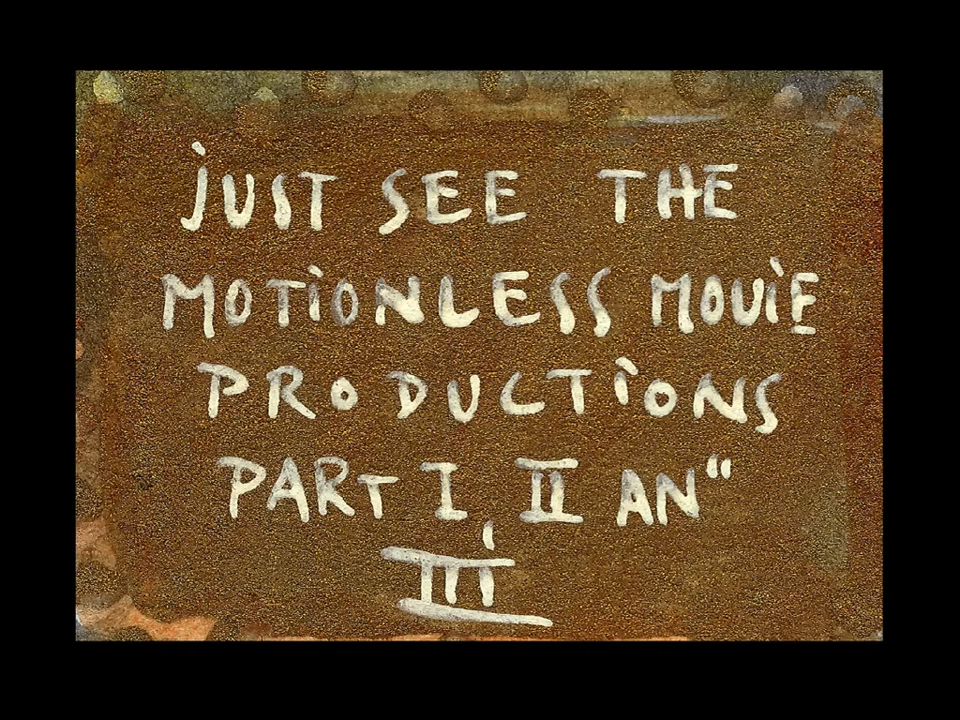 JUST SEE THE
MOTIONLESS MOViE
PRODUCTiONS
PART I, II AN"
III